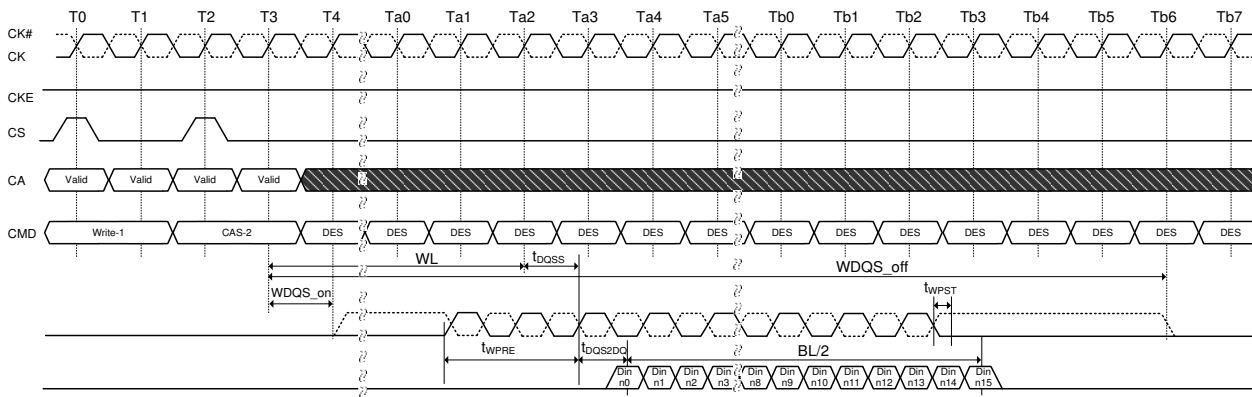 T0 T1 T2 T3 T4 Ta0 Ta1 Ta2 Ta3 Ta4 Ta5 Tb0 Tb1 Tb2 Tb3 Tb4 Tb5 Tb6 Tb7
CK#
CK
CKE
CS
CA Valid Valid Valid Valid
CMD Write-1 CAS-2 DES DES DES DES DES DES DES DES DES DES DES DES DES DES DES
WL tDQSS WDQS_off
WDQS_on tWPST
tWPRE tDQS2DQ BL/2
Din Din Din Din Din Din Din Din Din Din Din Din
n0 n1 n2 n3 n8 n9 n10 n11 n12 n13 n14 n15